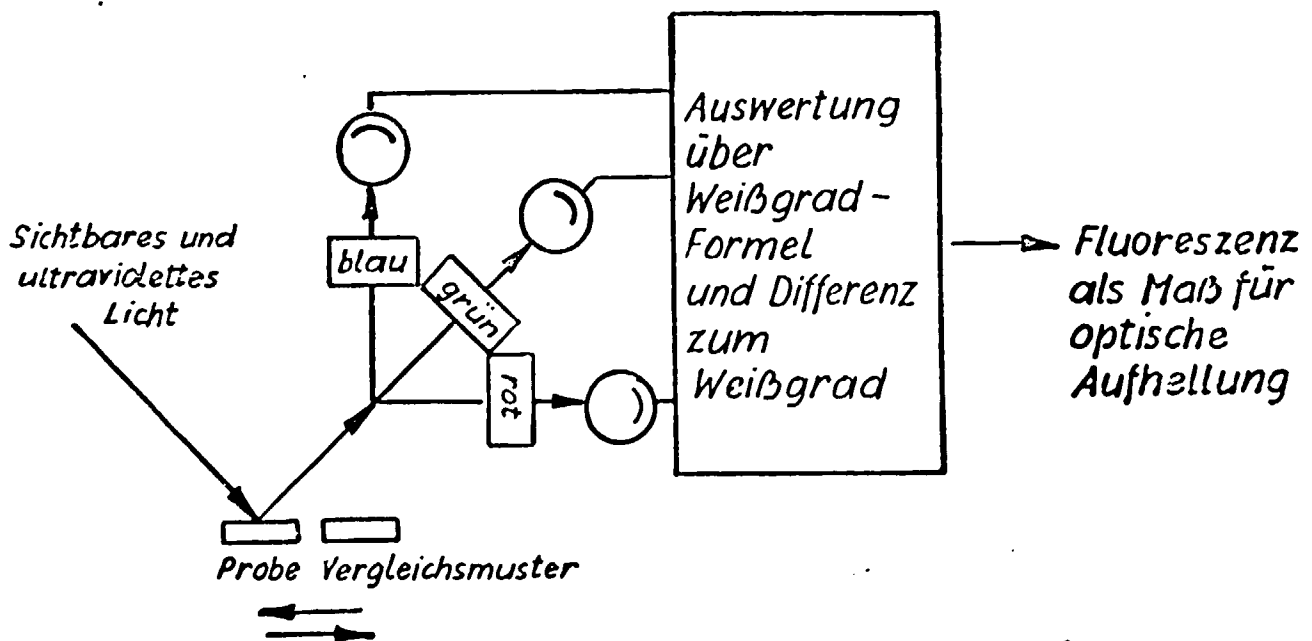 Sichtbares und
ultraviolettes
Licht
blau
grün
rot
Auswertung
über
Weißgrad-
Formel
und Differenz
zum
Weißgrad
Fluoreszenz
als Maß für
optische
Aufhellung
Probe Vergleichsmuster